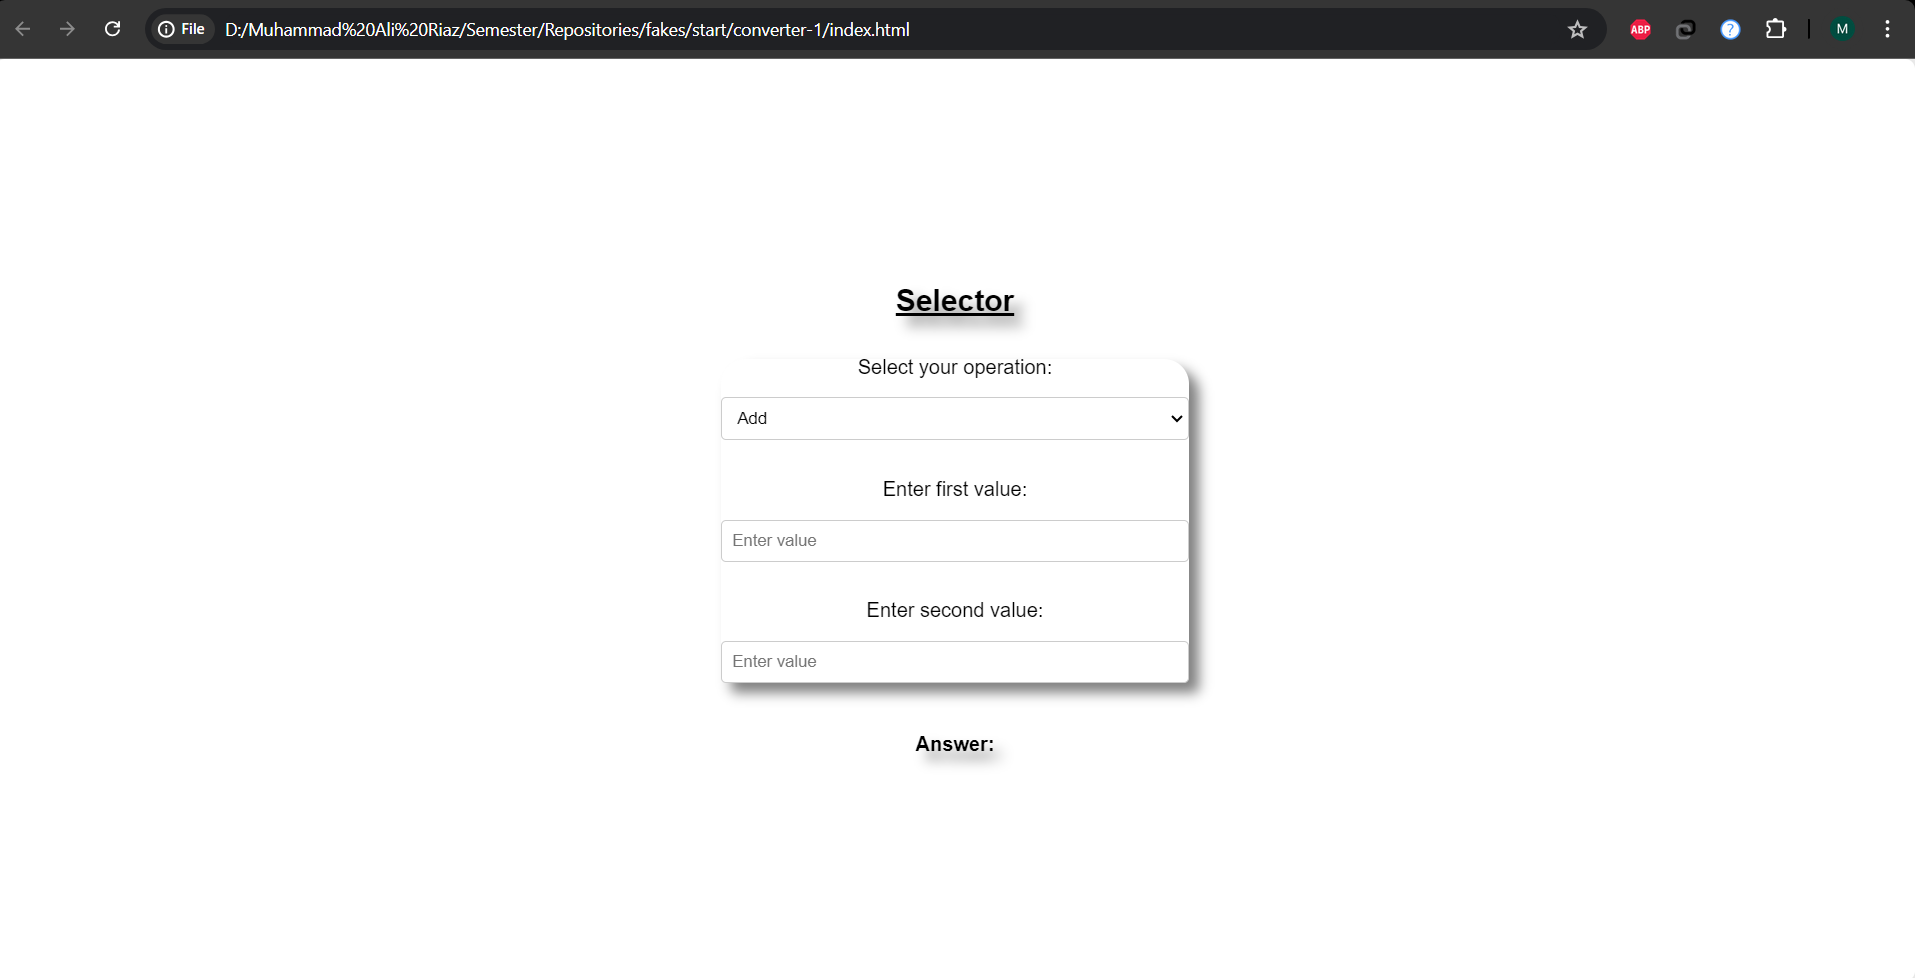 File D:/Muhammad%20Ali%20Riaz/Semester/Repositories/fakes/start/converter-1/index.html ABP ? M
Selector
Select your operation:
Add
Enter first value:
Enter value
Enter second value:
Enter value
Answer: